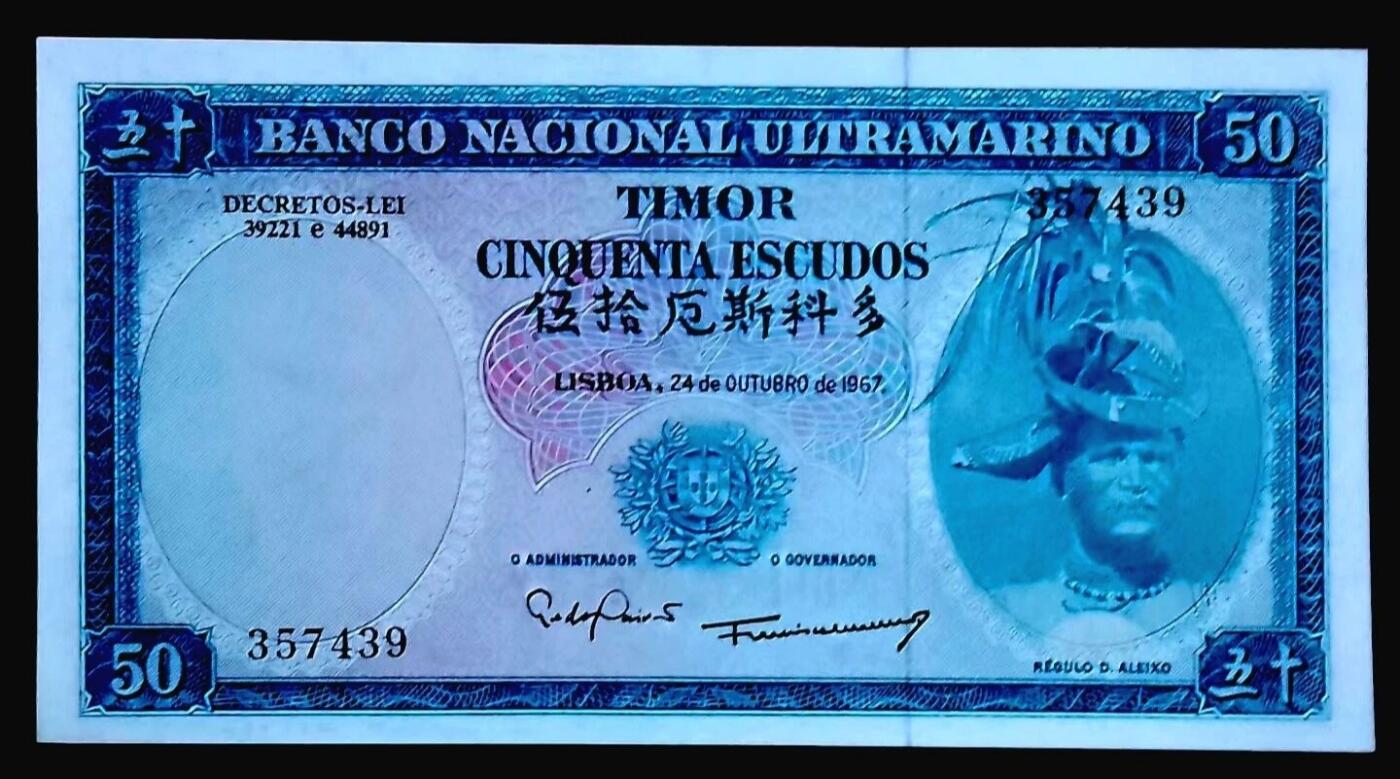 五十 BANCO NACIONAL ULTRAMARINO 50
DECRETOS-LEI
39221 e 44891
TIMOR
357439
CINQUENTA ESCUDOS
伍拾厄斯科多
LISBOA, 24 de OUTUBRO de 1967.
O ADMINISTRADOR O GOVERNADOR
357439
RÉGULO D. ALEIXO
50 五十